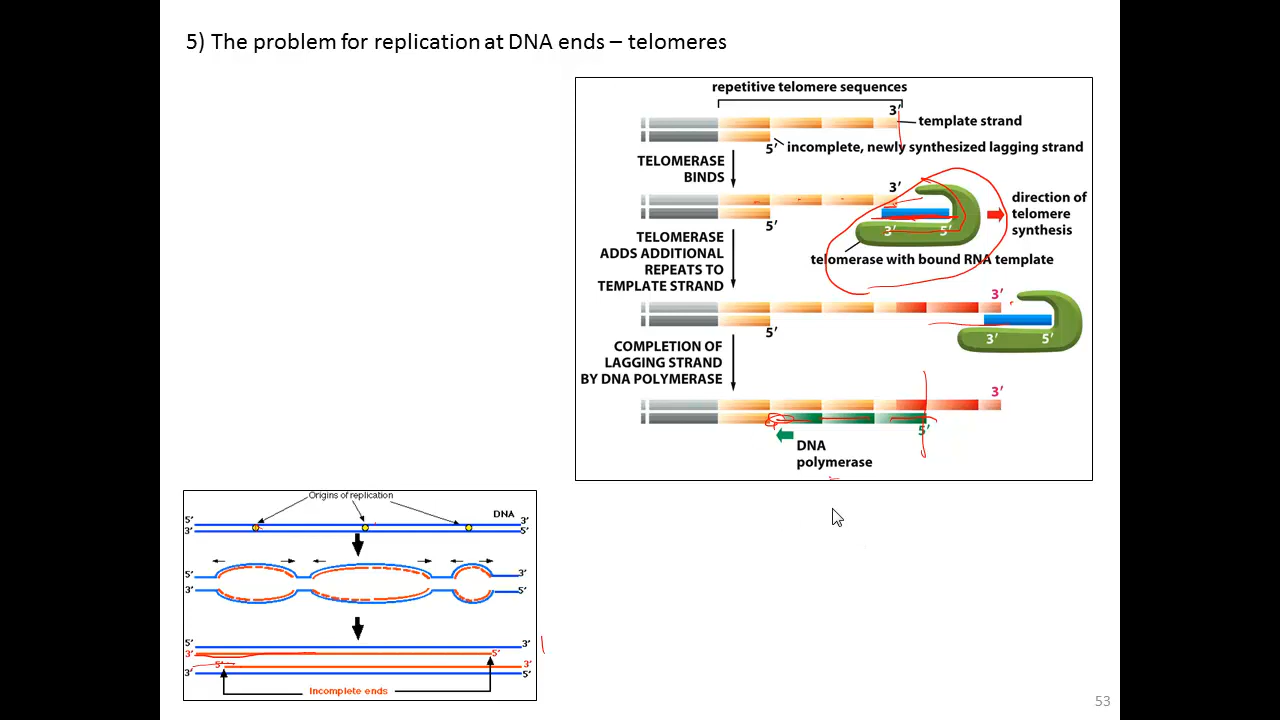 5) The problem for replication at DNA ends – telomeres
repetitive telomere sequences
3′
template strand
5′
incomplete, newly synthesized lagging strand
TELOMERASE
BINDS
3′
5′
3′
5′
direction of
telomere
synthesis
telomerase with bound RNA template
TELOMERASE
ADDS ADDITIONAL
REPEATS TO
TEMPLATE STRAND
3′
5′
3′
5′
COMPLETION OF
LAGGING STRAND
BY DNA POLYMERASE
3′
5′
DNA
polymerase
Origins of replication
DNA
5′
3′
3′
5′
5′
3′
3′
5′
5′
3′
3′
5′
5′
3′
3′
5′
Incomplete ends
53